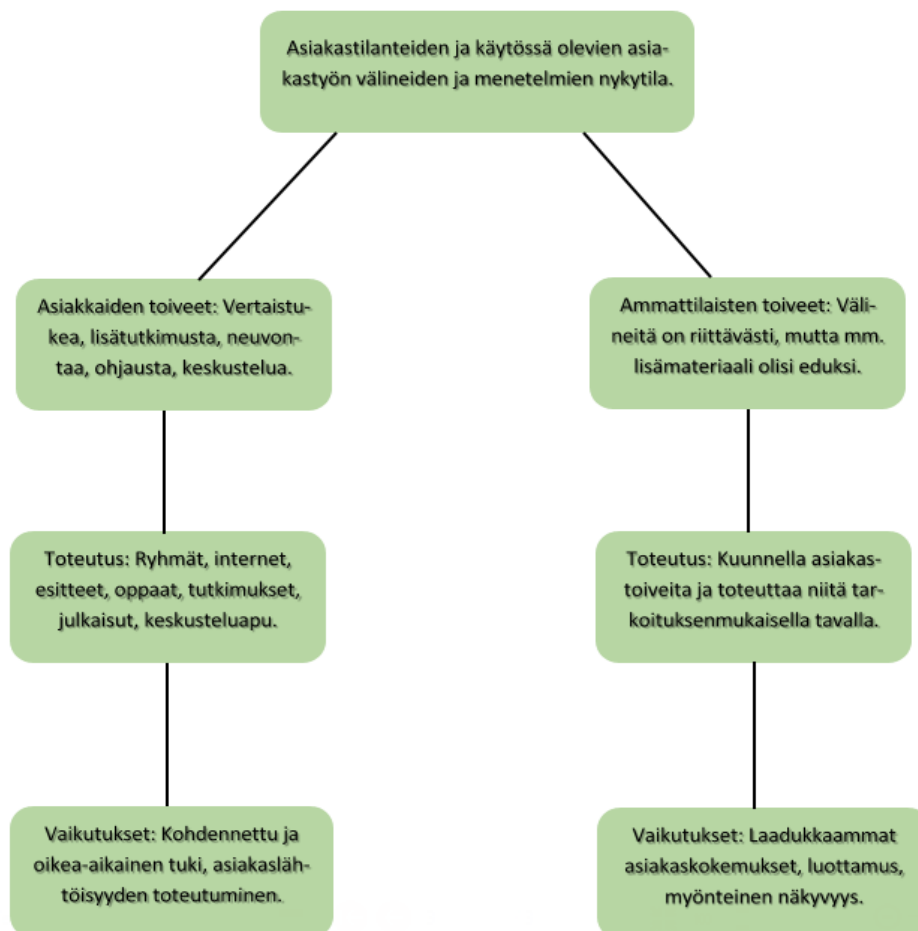 Asiakastilanteiden ja käytössä olevien asia-
kastyön välineiden ja menetelmien nykytila.
Asiakkaiden toiveet: Vertaistu-
kea, lisätutkimusta, neuvon-
taa, ohjausta, keskustelua.
Ammattilaisten toiveet: Väli-
neitä on riittävästi, mutta mm.
lisämateriaali olisi eduksi.
Toteutus: Ryhmät, internet,
esitteet, oppaat, tutkimukset,
julkaisut, keskusteluapu.
Toteutus: Kuunnella asiakas-
toiveita ja toteuttaa niitä tar-
koituksenmukaisella tavalla.
Vaikutukset: Kohdennettu ja
oikea-aikainen tuki, asiakasläh-
töisyyden toteutuminen.
Vaikutukset: Laadukkaammat
asiakaskokemukset, luottamus,
myönteinen näkyvyys.